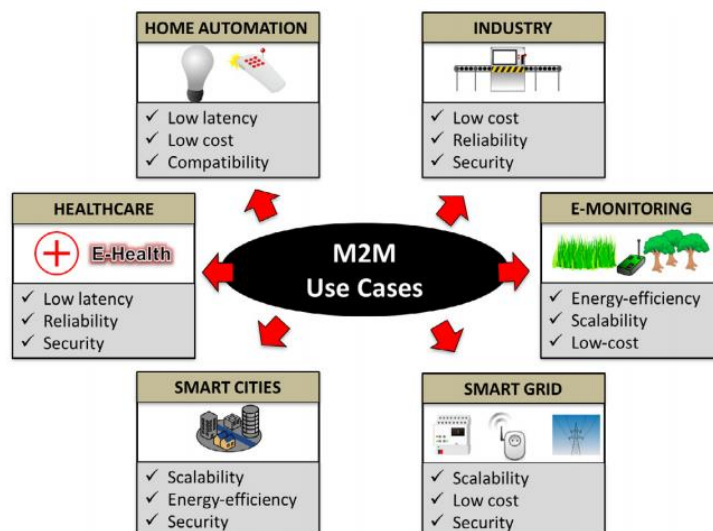 HOME AUTOMATION
✓ Low latency
✓ Low cost
✓ Compatibility
INDUSTRY
✓ Low cost
✓ Reliability
✓ Security
HEALTHCARE
E-Health
✓ Low latency
✓ Reliability
✓ Security
M2M
Use Cases
E-MONITORING
✓ Energy-efficiency
✓ Scalability
✓ Low-cost
SMART CITIES
✓ Scalability
✓ Energy-efficiency
✓ Security
SMART GRID
✓ Scalability
✓ Low cost
✓ Security